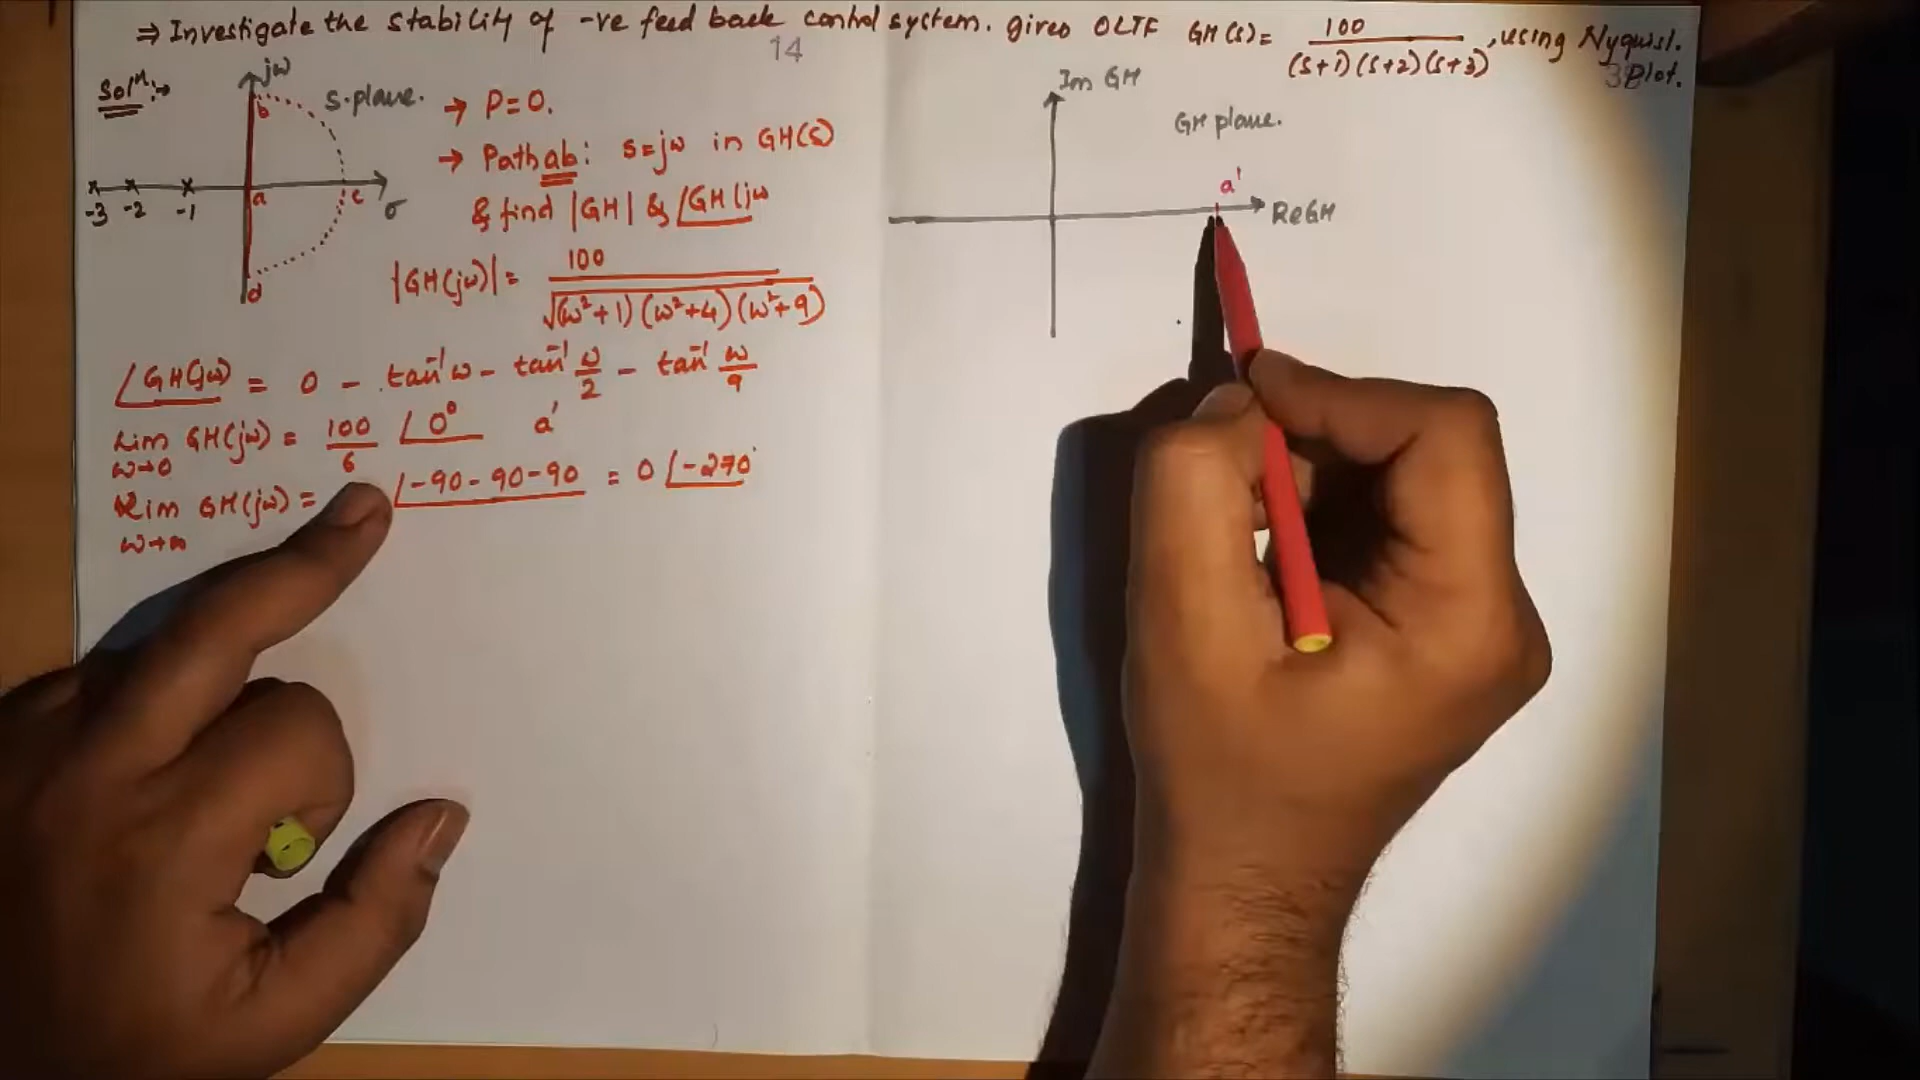 ⇒ Investigate the stability of -ve feed back control system. given OLTF GH(s) = 100 / (s+1)(s+2)(s+3), using Nyquist Plot.
14
Solⁿ:→
jω
b
S-plane.
-3 -2 -1 a c σ
d
→ P=0.
→ Path ab: s=jω in GH(s)
& find |GH| & ∠GH(jω
|GH(jω)| = 100 / √(ω²+1)(ω²+4)(ω²+9)
∠GH(jω) = 0 - tan⁻¹ω - tan⁻¹ ω/2 - tan⁻¹ ω/9
Lim ω→0 GH(jω) = 100/6 ∠0° a'
Lim ω→∞ GH(jω) = ∠-90-90-90 = 0 ∠-270°
Im GH
GH plane.
a'
ReGH